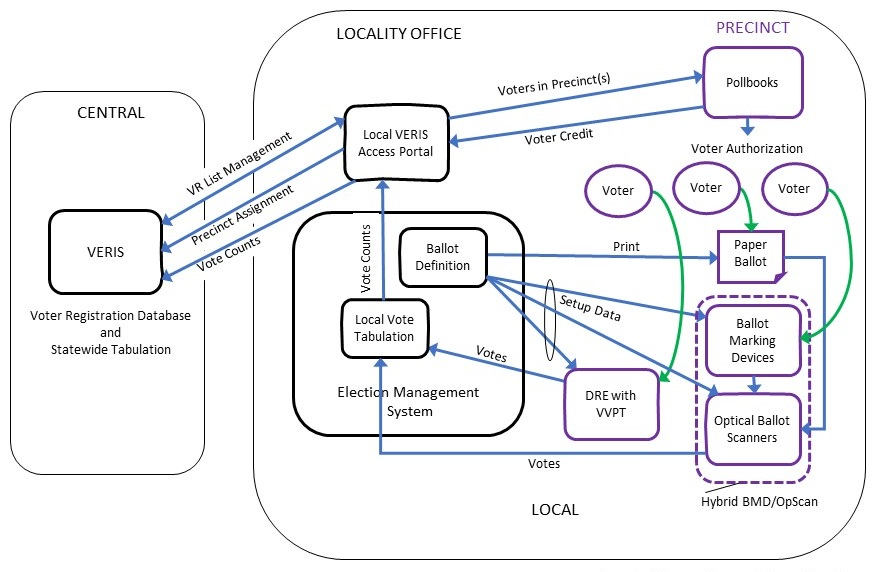 LOCALITY OFFICE
PRECINCT
CENTRAL
Pollbooks
Voters in Precinct(s)
Voter Credit
Local VERIS
Access Portal
Voter Authorization
VR List Management
Precinct Assignment
Vote Counts
VERIS
Voter Registration Database
and
Statewide Tabulation
Voter
Voter
Voter
Vote Counts
Ballot
Definition
Print
Paper
Ballot
Setup Data
Local Vote
Tabulation
Votes
Ballot
Marking
Devices
Election Management
System
DRE with
VVPT
Optical Ballot
Scanners
Votes
Hybrid BMD/OpScan
LOCAL